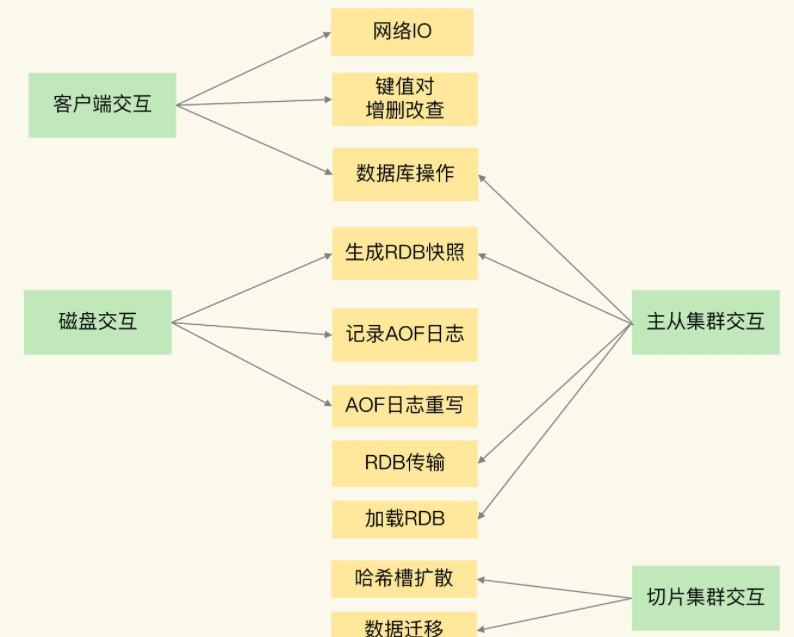 网络IO
客户端交互
键值对
增删改查
数据库操作
生成RDB快照
磁盘交互
记录AOF日志
主从集群交互
AOF日志重写
RDB传输
加载RDB
哈希槽扩散
切片集群交互
数据迁移